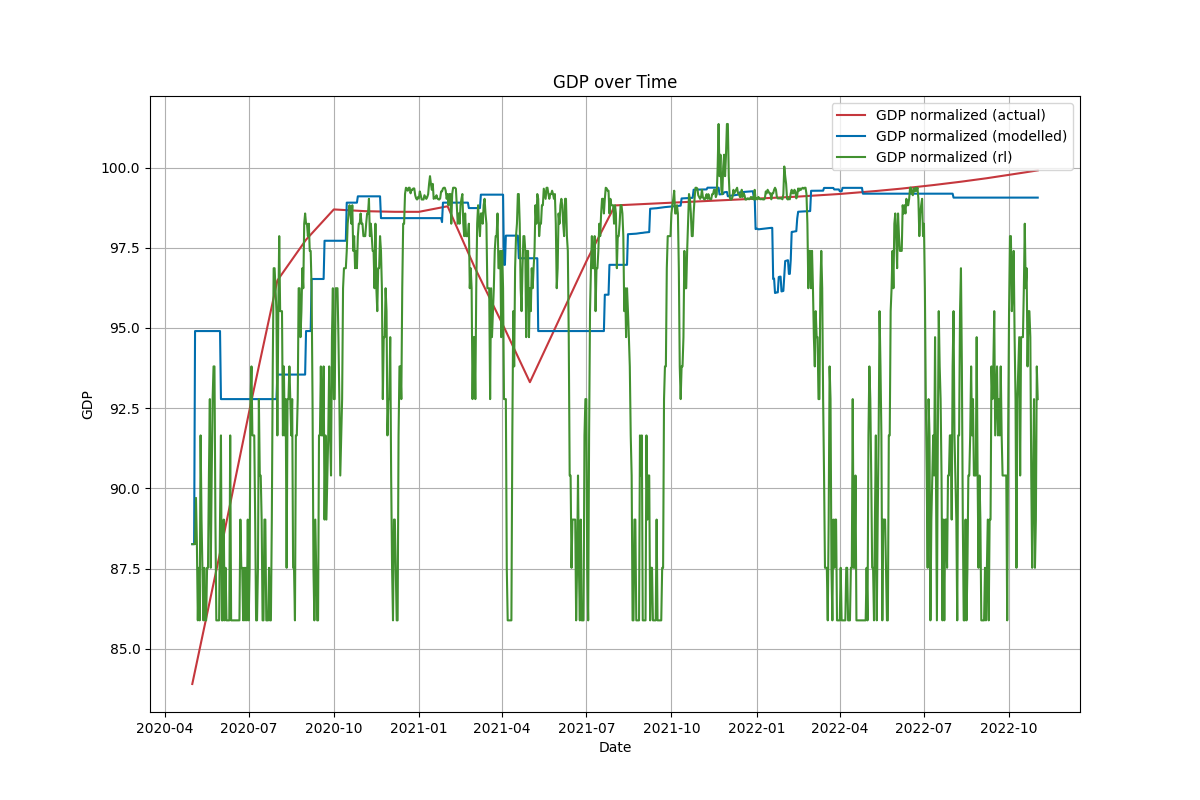 GDP over Time
GDP normalized (actual)
GDP normalized (modelled)
GDP normalized (rl)
100.0
97.5
95.0
92.5
90.0
87.5
85.0
GDP
2020-04 2020-07 2020-10 2021-01 2021-04 2021-07 2021-10 2022-01 2022-04 2022-07 2022-10
Date